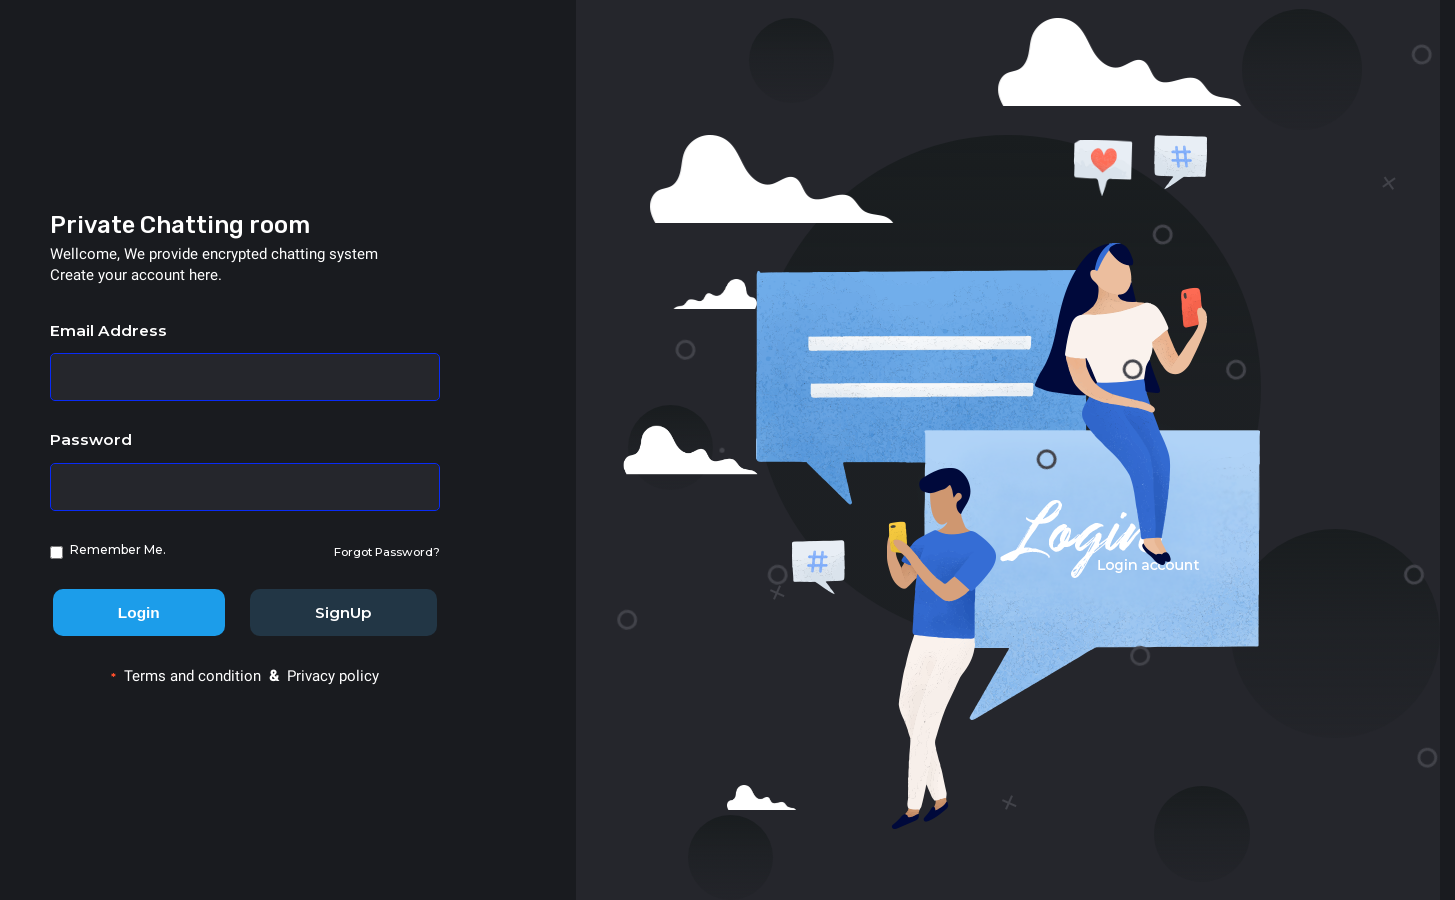 Private Chatting room
Wellcome, We provide encrypted chatting system
Create your account here.
Email Address
Password
Remember Me.
Forgot Password?
Login
SignUp
* Terms and condition & Privacy policy
#
#
Login
Login account